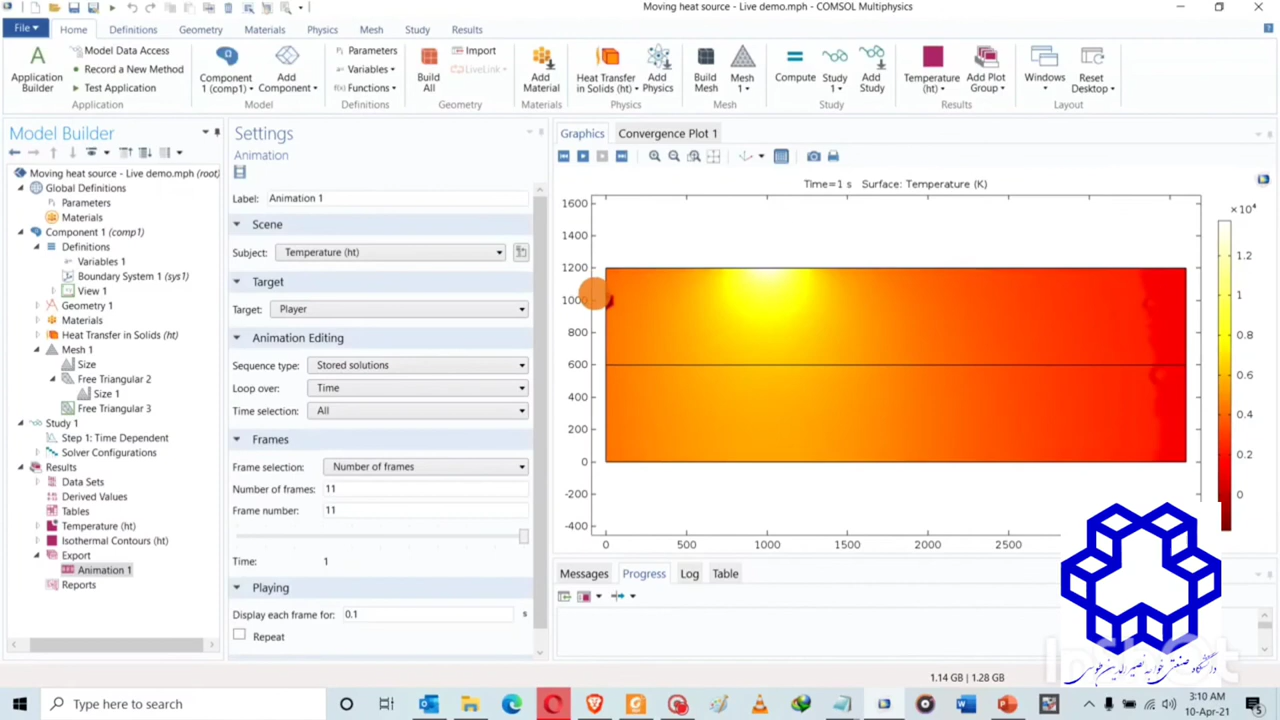 Moving heat source - Live demo.mph - COMSOL Multiphysics
File
Home
Definitions
Geometry
Materials
Physics
Mesh
Study
Results
Application Builder
Model Data Access
Record a New Method
Test Application
Application
Component 1 (comp1)
Add Component
Model
Parameters
Variables
f(x) Functions
Definitions
Build All
Import
LiveLink
Geometry
Add Material
Materials
Heat Transfer in Solids (ht)
Add Physics
Physics
Build Mesh
Mesh 1
Mesh
Compute
Study 1
Add Study
Study
Temperature (ht)
Add Plot Group
Results
Windows
Reset Desktop
Layout
Model Builder
Moving heat source - Live demo.mph (root)
Global Definitions
Parameters
Materials
Component 1 (comp1)
Definitions
Variables 1
Boundary System 1 (sys1)
View 1
Geometry 1
Materials
Heat Transfer in Solids (ht)
Mesh 1
Size
Free Triangular 2
Size 1
Free Triangular 3
Study 1
Step 1: Time Dependent
Solver Configurations
Results
Data Sets
Derived Values
Tables
Temperature (ht)
Isothermal Contours (ht)
Export
Animation 1
Reports
Settings
Animation
Label: Animation 1
Scene
Subject: Temperature (ht)
Target
Target: Player
Animation Editing
Sequence type: Stored solutions
Loop over: Time
Time selection: All
Frames
Frame selection: Number of frames
Number of frames: 11
Frame number: 11
Time: 1
Playing
Display each frame for: 0.1 s
Repeat
Graphics
Convergence Plot 1
Time=1 s Surface: Temperature (K)
1600
1400
1200
1000
800
600
400
200
0
-200
-400
0 500 1000 1500 2000 2500
×10⁴
1.2
1
0.8
0.6
0.4
0.2
0
Messages
Progress
Log
Table
دانشگاه صنعتی خواجه نصیرالدین طوسی
1.14 GB | 1.28 GB
Type here to search
3:10 AM
10-Apr-21
5